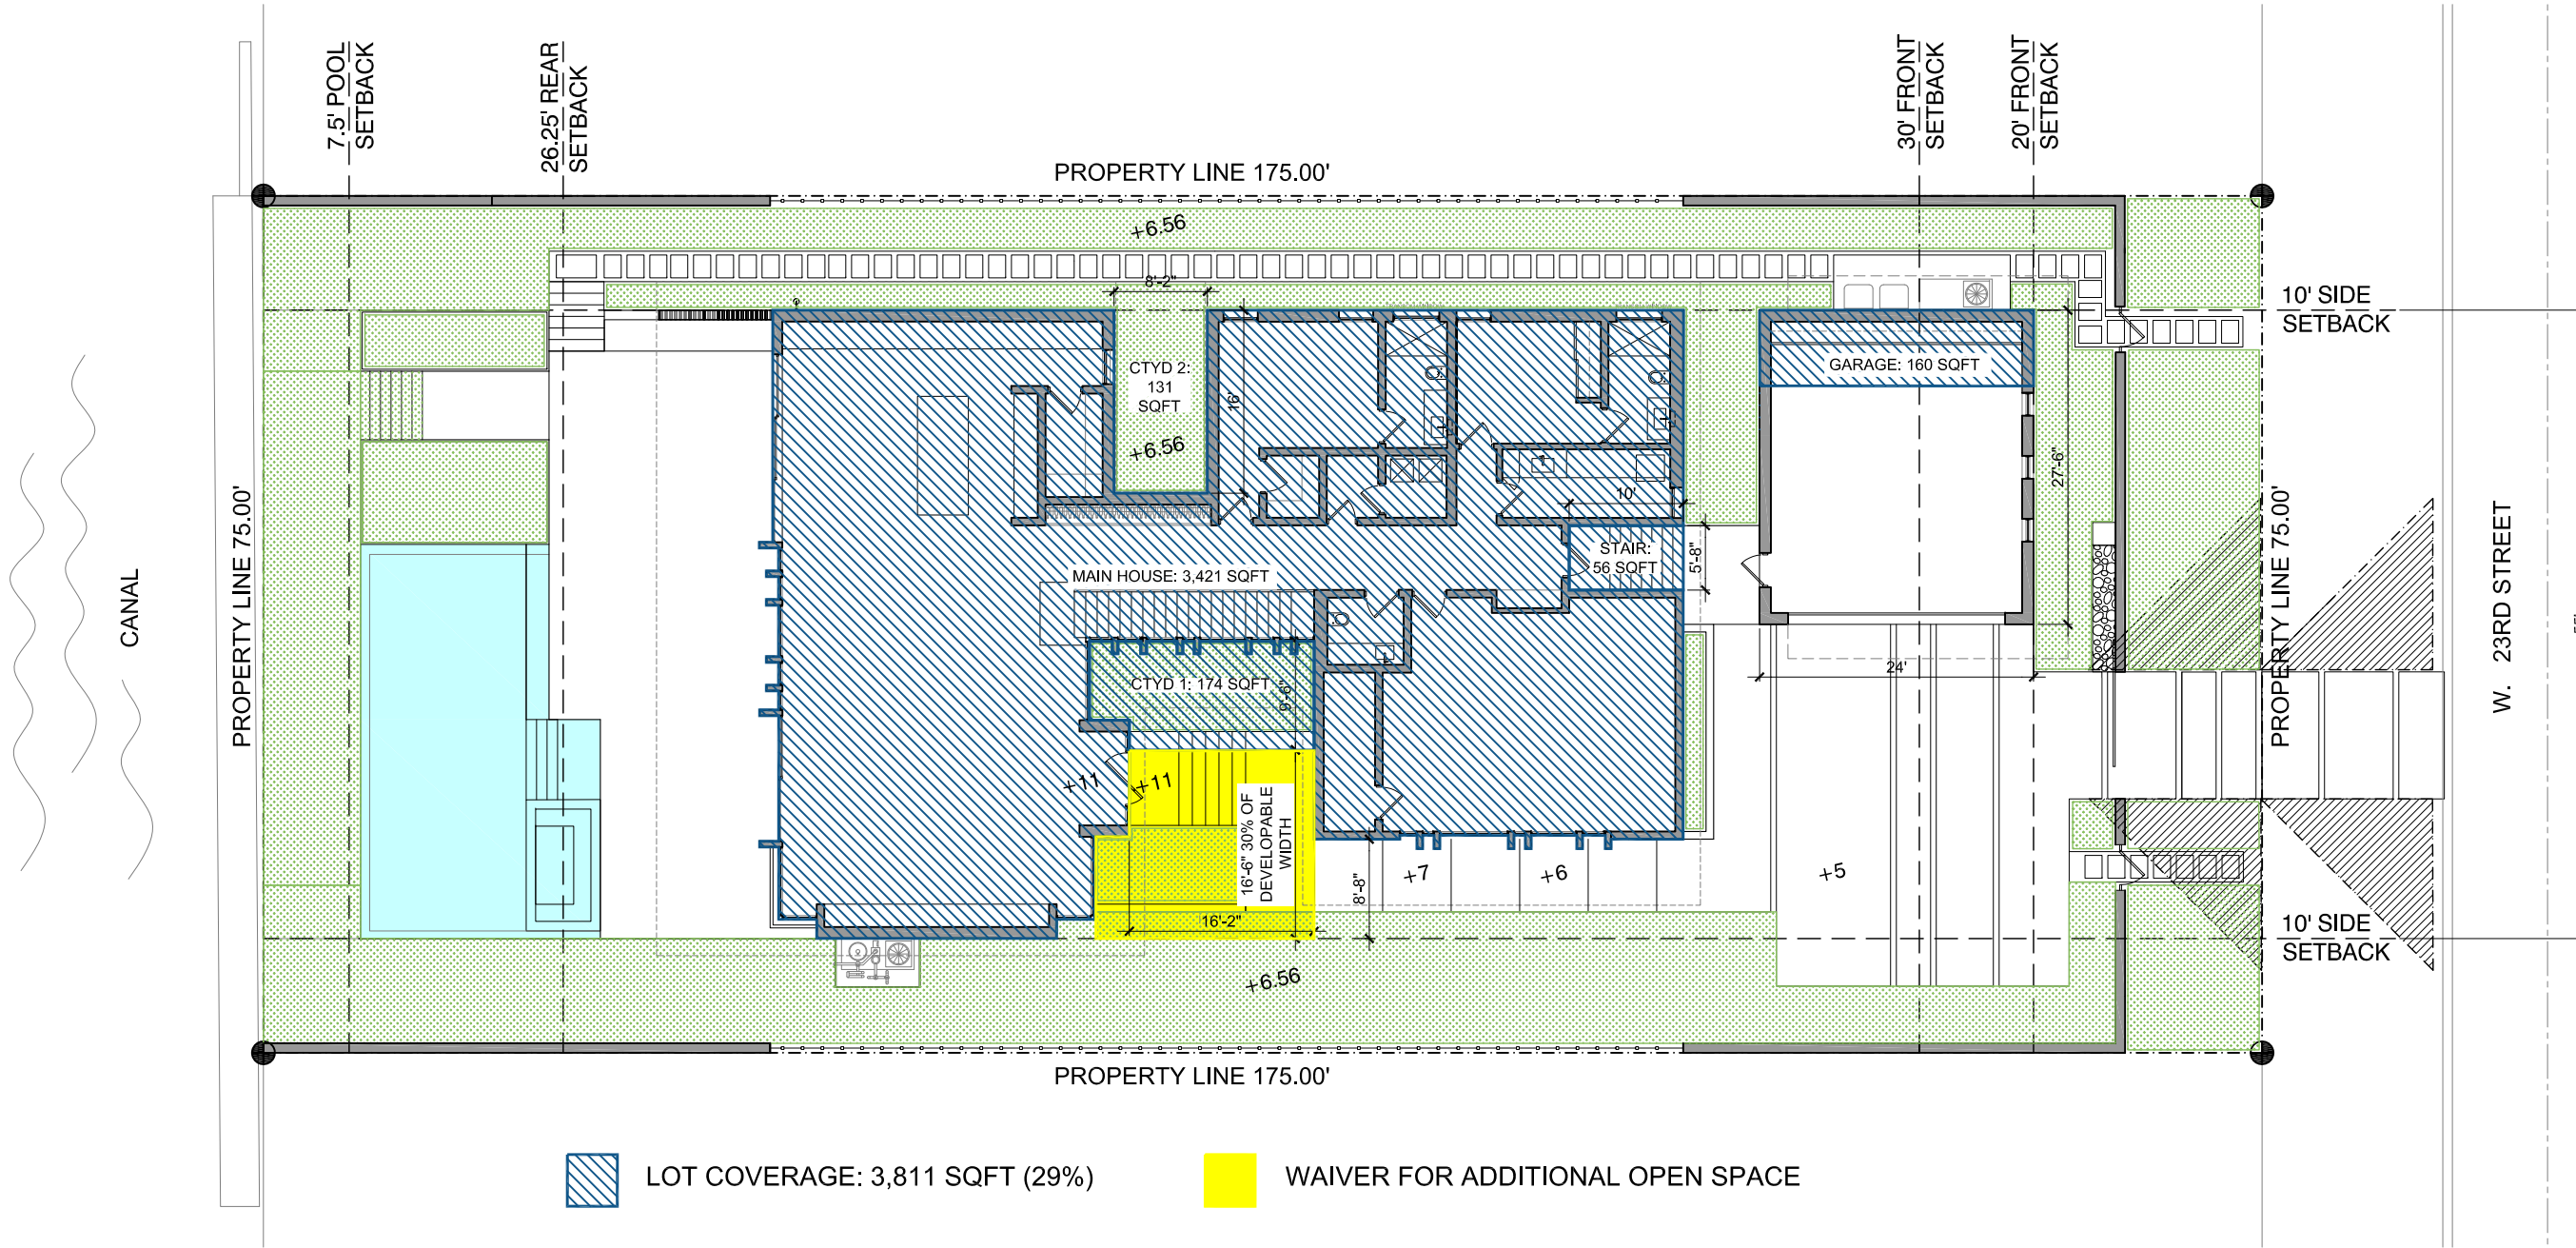 7.5' POOL
SETBACK
26.25' REAR
SETBACK
30' FRONT
SETBACK
20' FRONT
SETBACK
PROPERTY LINE 175.00'
+6.56
8'-2"
10' SIDE
SETBACK
CTYD 2:
131
SQFT
+6.56
16'
GARAGE: 160 SQFT
27'-6"
10'
STAIR:
56 SQFT
5'-8"
MAIN HOUSE: 3,421 SQFT
CANAL
PROPERTY LINE 75.00'
PROPERTY LINE 75.00'
W. 23RD STREET
24'
CTYD 1: 174 SQFT
9'-6"
+11
+11
16'-6" 30% OF
DEVELOPABLE
WIDTH
8'-8"
+7
+6
+5
16'-2"
10' SIDE
SETBACK
+6.56
PROPERTY LINE 175.00'
LOT COVERAGE: 3,811 SQFT (29%)
WAIVER FOR ADDITIONAL OPEN SPACE